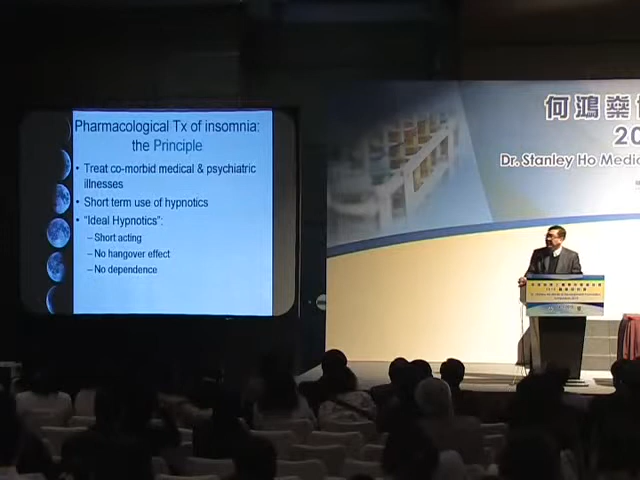 Pharmacological Tx of insomnia:
the Principle
• Treat co-morbid medical & psychiatric
illnesses
• Short term use of hypnotics
• “Ideal Hypnotics”:
– Short acting
– No hangover effect
– No dependence
何鴻燊
20
Dr. Stanley Ho Medic